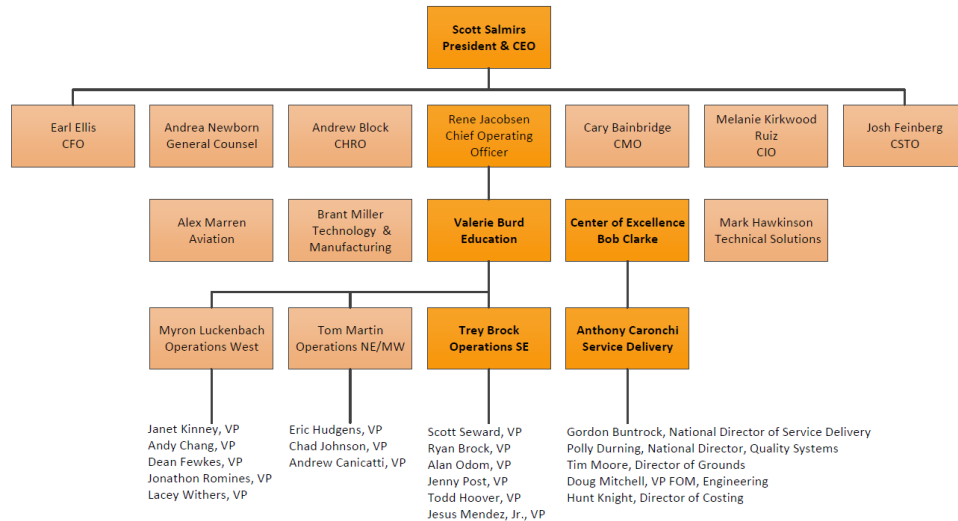 Scott Salmirs
President & CEO
Earl Ellis
CFO
Andrea Newborn
General Counsel
Andrew Block
CHRO
Rene Jacobsen
Chief Operating
Officer
Cary Bainbridge
CMO
Melanie Kirkwood
Ruiz
CIO
Josh Feinberg
CSTO
Alex Marren
Aviation
Brant Miller
Technology &
Manufacturing
Valerie Burd
Education
Center of Excellence
Bob Clarke
Mark Hawkinson
Technical Solutions
Myron Luckenbach
Operations West
Tom Martin
Operations NE/MW
Trey Brock
Operations SE
Anthony Caronchi
Service Delivery
Janet Kinney, VP
Andy Chang, VP
Dean Fewkes, VP
Jonathon Romines, VP
Lacey Withers, VP
Eric Hudgens, VP
Chad Johnson, VP
Andrew Canicatti, VP
Scott Seward, VP
Ryan Brock, VP
Alan Odom, VP
Jenny Post, VP
Todd Hoover, VP
Jesus Mendez, Jr., VP
Gordon Buntrock, National Director of Service Delivery
Polly Durning, National Director, Quality Systems
Tim Moore, Director of Grounds
Doug Mitchell, VP FOM, Engineering
Hunt Knight, Director of Costing